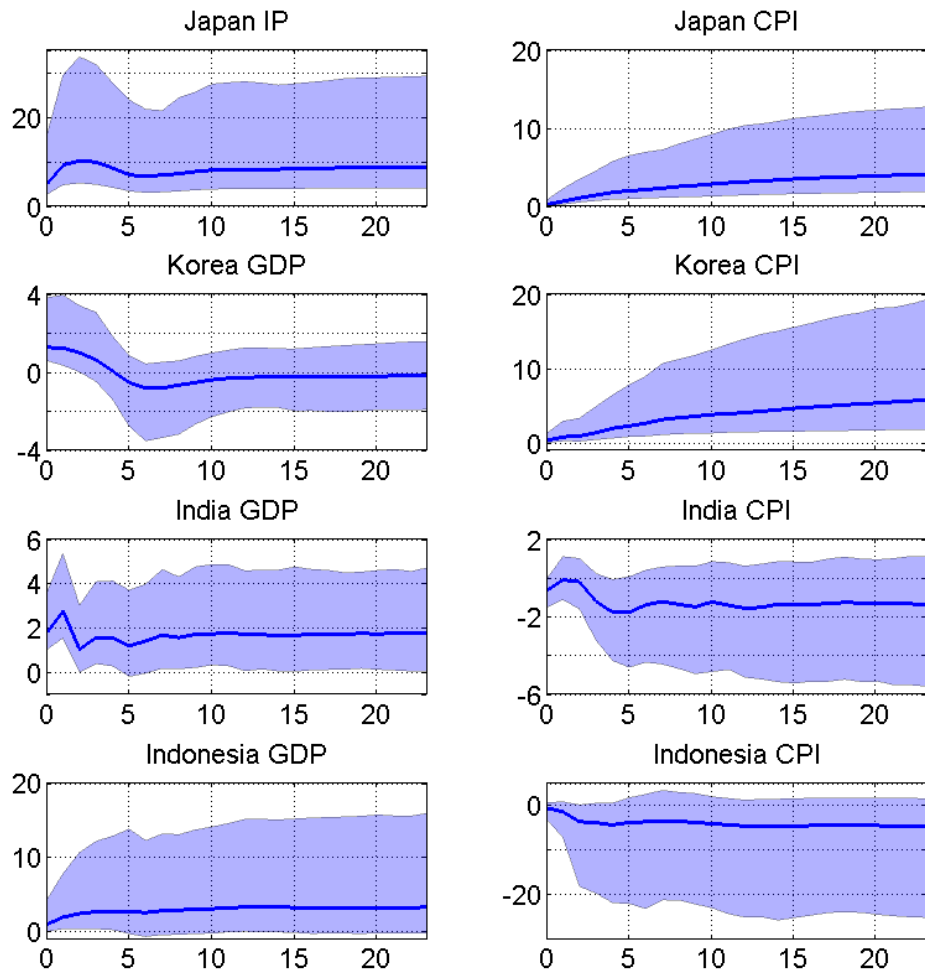 Japan IP
20
0
0 5 10 15 20
Japan CPI
20
10
0
0 5 10 15 20
Korea GDP
4
0
-4
0 5 10 15 20
Korea CPI
20
10
0
0 5 10 15 20
India GDP
6
4
2
0
0 5 10 15 20
India CPI
2
-2
-6
0 5 10 15 20
Indonesia GDP
20
10
0
0 5 10 15 20
Indonesia CPI
0
-20
0 5 10 15 20